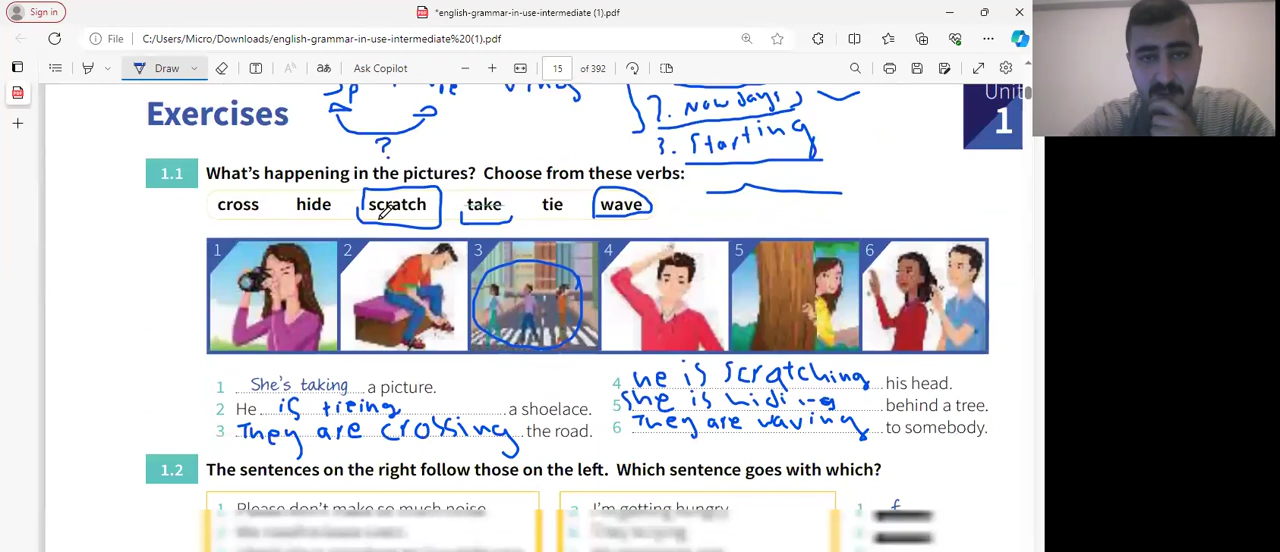 Sign in
*english-grammar-in-use-intermediate (1).pdf
File C:/Users/Micro/Downloads/english-grammar-in-use-intermediate%20(1).pdf
Draw Ask Copilot 15 of 392
Exercises
2. Now days
3. Starting
?
Unit
1
1.1 What's happening in the pictures? Choose from these verbs:
cross hide scratch take tie wave
1 2 3 4 5 6
1 She's taking a picture.
2 He is tieing a shoelace.
3 They are crossing the road.
4 he is scratching his head.
5 she is hiding behind a tree.
6 They are waving to somebody.
1.2 The sentences on the right follow those on the left. Which sentence goes with which?
1 Please don't make so much noise.
a I'm getting hungry.
1 f